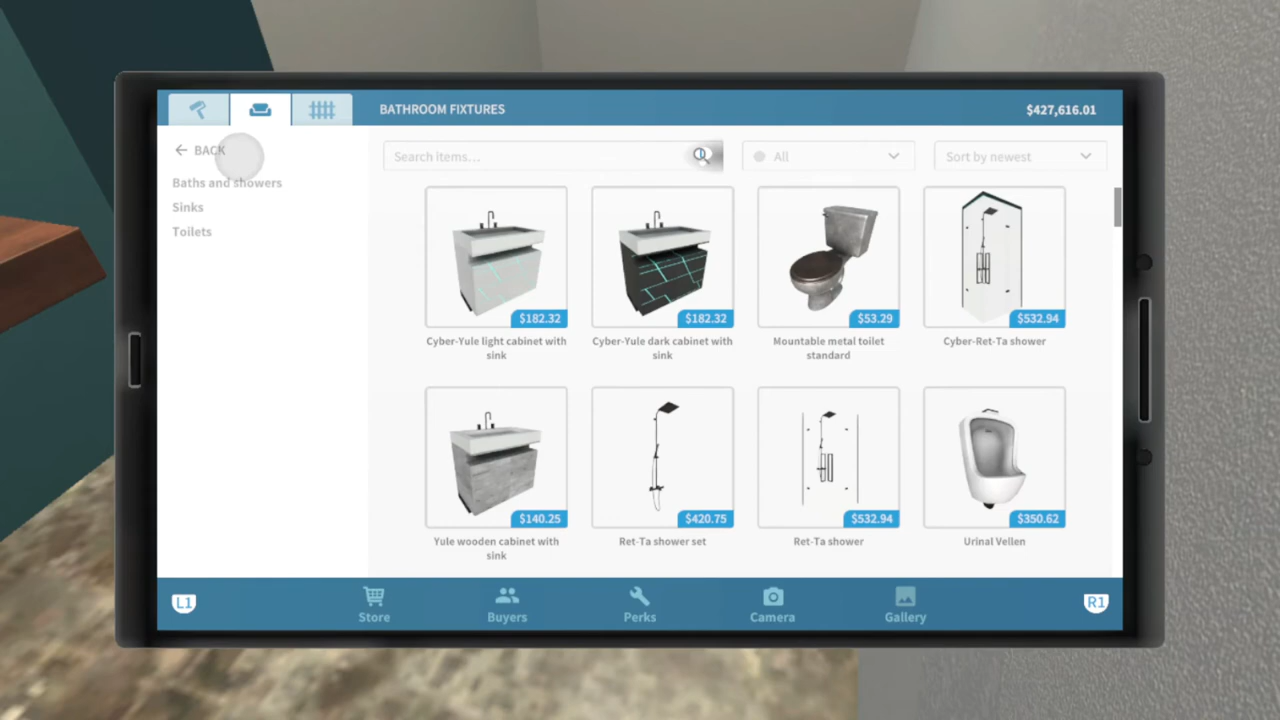 BATHROOM FIXTURES
$427,616.01
BACK
Search items...
All
Sort by newest
Baths and showers
Sinks
Toilets
$182.32
$182.32
$53.29
$532.94
Cyber-Yule light cabinet with
sink
Cyber-Yule dark cabinet with
sink
Mountable metal toilet
standard
Cyber-Ret-Ta shower
$140.25
$420.75
$532.94
$350.62
Yule wooden cabinet with
sink
Ret-Ta shower set
Ret-Ta shower
Urinal Vellen
L1
Store
Buyers
Perks
Camera
Gallery
R1